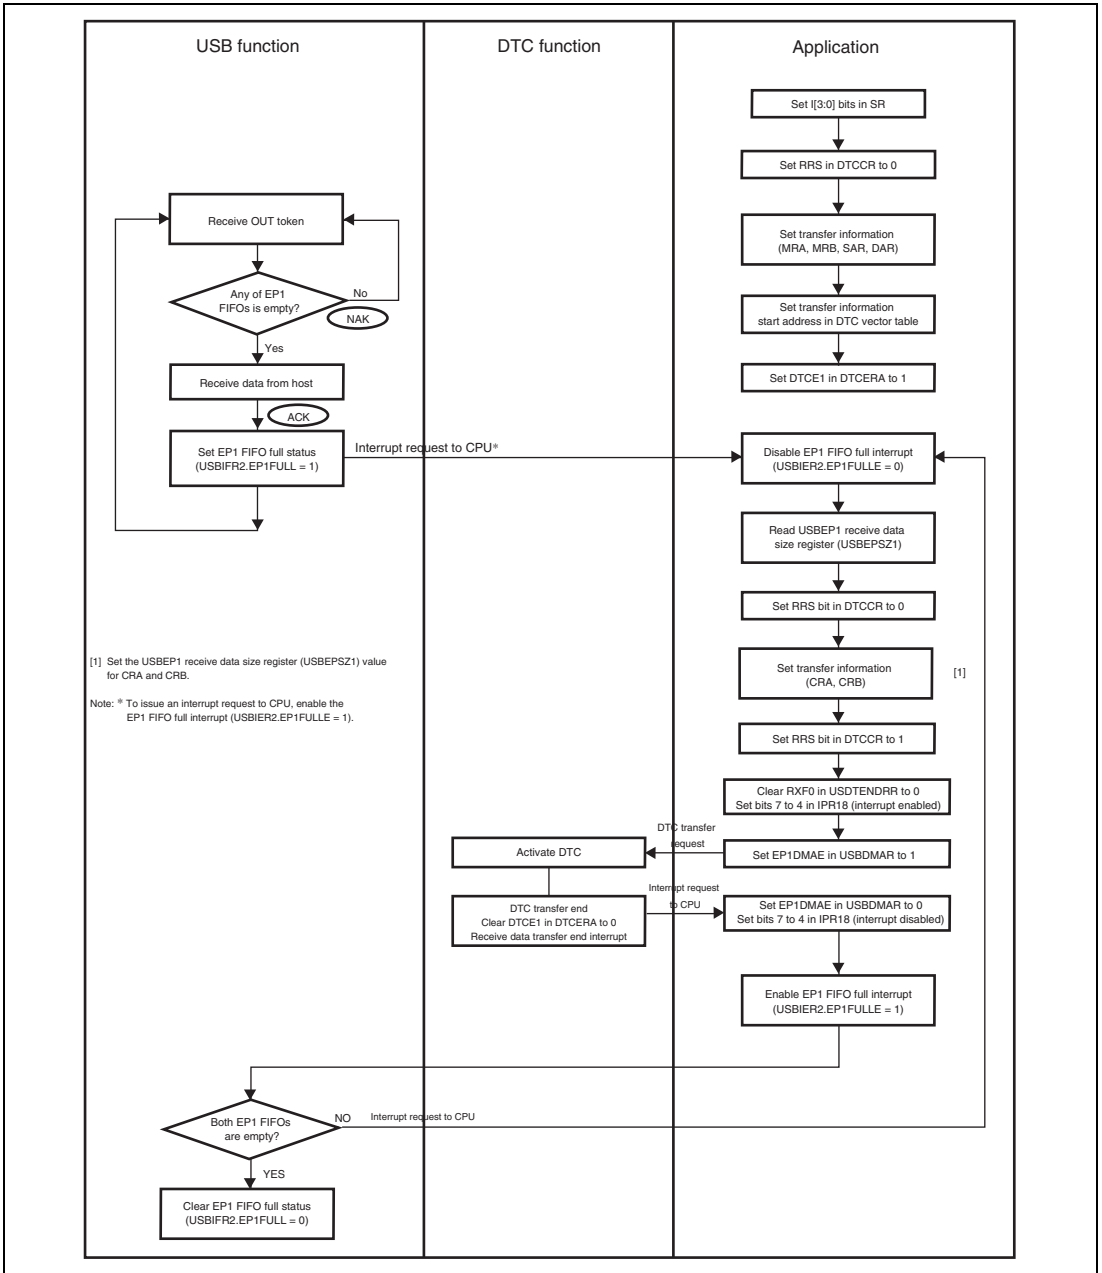 USB function
DTC function
Application
Set I[3:0] bits in SR
Set RRS in DTCCR to 0
Set transfer information
(MRA, MRB, SAR, DAR)
Set transfer information
start address in DTC vector table
Set DTCE1 in DTCERA to 1
Receive OUT token
Any of EP1
FIFOs is empty?
No
NAK
Yes
Receive data from host
ACK
Set EP1 FIFO full status
(USBIFR2.EP1FULL = 1)
Interrupt request to CPU*
Disable EP1 FIFO full interrupt
(USBIER2.EP1FULLE = 0)
Read USBEP1 receive data
size register (USBEPSZ1)
Set RRS bit in DTCCR to 0
Set transfer information
(CRA, CRB)
[1]
[1] Set the USBEP1 receive data size register (USBEPSZ1) value
for CRA and CRB.
Note: * To issue an interrupt request to CPU, enable the
EP1 FIFO full interrupt (USBIER2.EP1FULLE = 1).
Set RRS bit in DTCCR to 1
Clear RXF0 in USDTENDRR to 0
Set bits 7 to 4 in IPR18 (interrupt enabled)
DTC transfer
request
Activate DTC
Set EP1DMAE in USBDMAR to 1
DTC transfer end
Clear DTCE1 in DTCERA to 0
Receive data transfer end interrupt
Interrupt request
to CPU
Set EP1DMAE in USBDMAR to 0
Set bits 7 to 4 in IPR18 (interrupt disabled)
Enable EP1 FIFO full interrupt
(USBIER2.EP1FULLE = 1)
Both EP1 FIFOs
are empty?
NO
Interrupt request to CPU
YES
Clear EP1 FIFO full status
(USBIFR2.EP1FULL = 0)